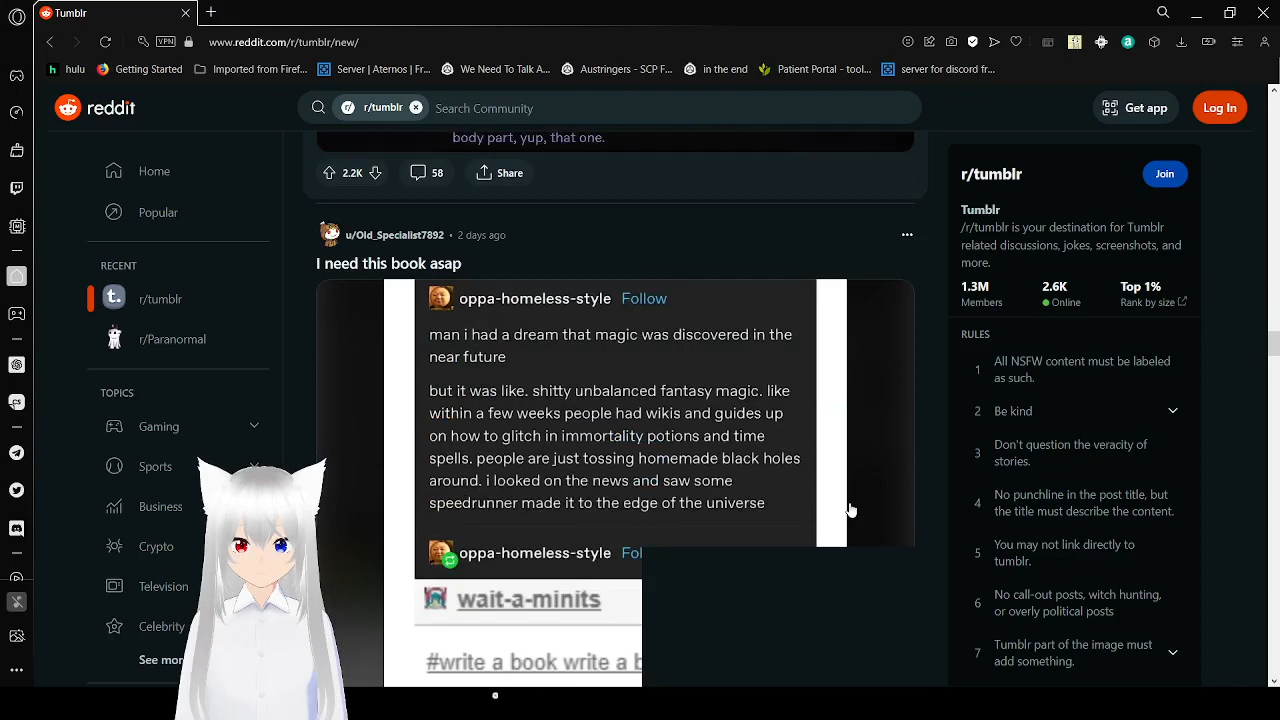 Tumblr
VPN
www.reddit.com/r/tumblr/new/
hulu
Getting Started
Imported from Firef...
Server | Aternos | Fr...
We Need To Talk A...
Austringers - SCP F...
in the end
Patient Portal - tool...
server for discord fr...
reddit
r/tumblr
Search Community
Get app
Log In
body part, yup, that one.
2.2K
58
Share
Home
Popular
RECENT
r/tumblr
r/Paranormal
TOPICS
Gaming
Sports
Business
Crypto
Television
Celebrity
See mor
u/Old_Specialist7892 • 2 days ago
I need this book asap
oppa-homeless-style Follow
man i had a dream that magic was discovered in the
near future
but it was like. shitty unbalanced fantasy magic. like
within a few weeks people had wikis and guides up
on how to glitch in immortality potions and time
spells. people are just tossing homemade black holes
around. i looked on the news and saw some
speedrunner made it to the edge of the universe
oppa-homeless-style Fol
wait-a-minits
#write a book write a b
r/tumblr
Join
Tumblr
/r/tumblr is your destination for Tumblr
related discussions, jokes, screenshots, and
more.
1.3M
Members
2.6K
Online
Top 1%
Rank by size
RULES
1 All NSFW content must be labeled
as such.
2 Be kind
3 Don't question the veracity of
stories.
4 No punchline in the post title, but
the title must describe the content.
5 You may not link directly to
tumblr.
6 No call-out posts, witch hunting,
or overly political posts
7 Tumblr part of the image must
add something.